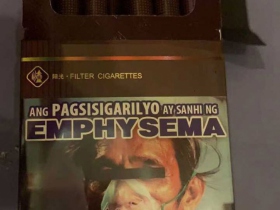 FILTER CIGARETTES
ANG PAGSISIGARILYO AY SANHI NG
EMPHYSEMA